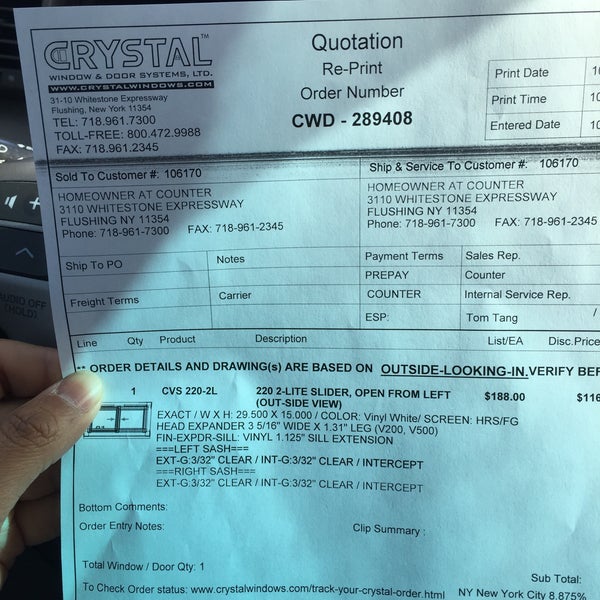 CRYSTAL™
WINDOW & DOOR SYSTEMS, LTD.
WWW.CRYSTALWINDOWS.COM
31-10 Whitestone Expressway
Flushing, New York 11354
TEL: 718.961.7300
TOLL-FREE: 800.472.9988
FAX: 718.961.2345
Quotation
Re-Print
Order Number
CWD - 289408
Print Date 10
Print Time 10
Entered Date 10
Sold To Customer #: 106170
HOMEOWNER AT COUNTER
3110 WHITESTONE EXPRESSWAY
FLUSHING NY 11354
Phone: 718-961-7300 FAX: 718-961-2345
Ship & Service To Customer #: 106170
HOMEOWNER AT COUNTER
3110 WHITESTONE EXPRESSWAY
FLUSHING NY 11354
Phone: 718-961-7300 FAX: 718-961-2345
Ship To PO Notes
Freight Terms Carrier
Payment Terms Sales Rep.
PREPAY Counter
COUNTER Internal Service Rep.
ESP: Tom Tang /
Line Qty Product Description List/EA Disc.Price
** ORDER DETAILS AND DRAWING(s) ARE BASED ON OUTSIDE-LOOKING-IN.VERIFY BEF
1 CVS 220-2L 220 2-LITE SLIDER, OPEN FROM LEFT $188.00 $116
(OUT-SIDE VIEW)
EXACT / W X H: 29.500 X 15.000 / COLOR: Vinyl White/ SCREEN: HRS/FG
HEAD EXPANDER 3 5/16" WIDE X 1.31" LEG (V200, V500)
FIN-EXPDR-SILL: VINYL 1.125" SILL EXTENSION
===LEFT SASH===
EXT-G:3/32" CLEAR / INT-G:3/32" CLEAR / INTERCEPT
===RIGHT SASH===
EXT-G:3/32" CLEAR / INT-G:3/32" CLEAR / INTERCEPT
Bottom Comments:
Order Entry Notes: Clip Summary :
Total Window / Door Qty: 1
Sub Total:
To Check Order status: www.crystalwindows.com/track-your-crystal-order.html NY New York City 8.875%
AUDIO OFF
(HOLD)